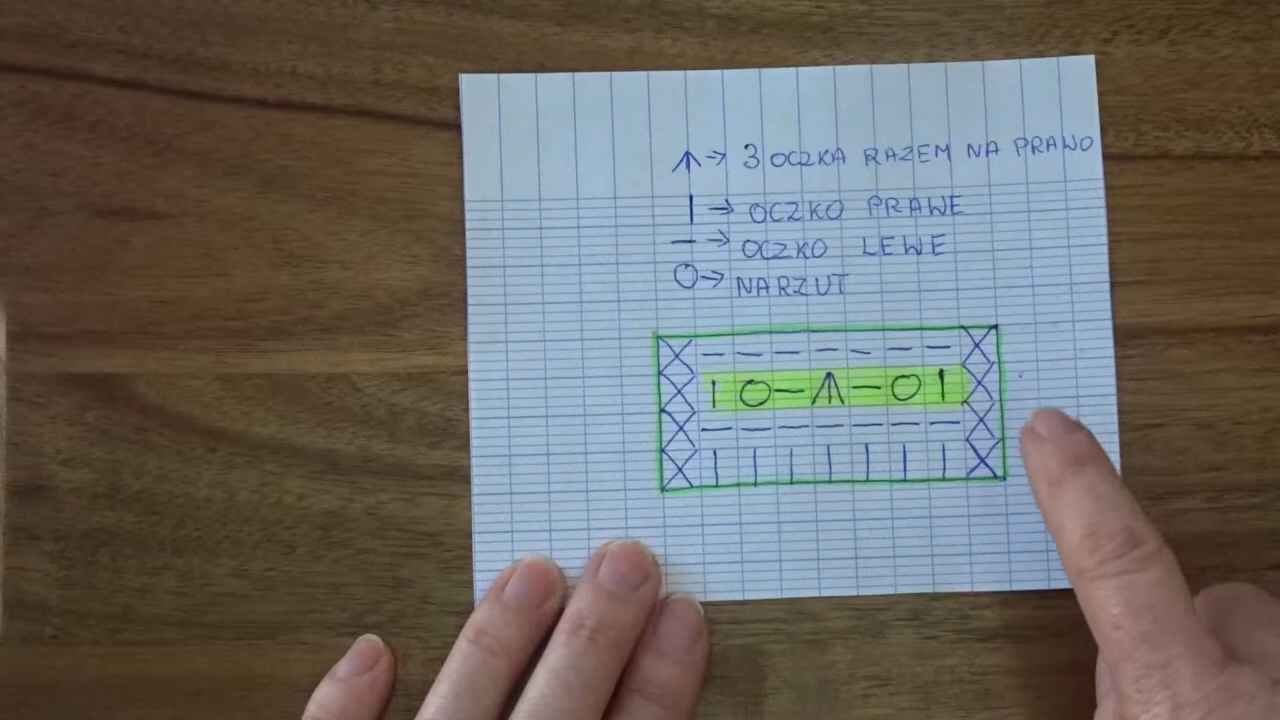 ↑→ 3 OCZKA RAZEM NA PRAWO
| → OCZKO PRAWE
— → OCZKO LEWE
O → NARZUT
X — — — — — — — X
X | O — ⩚ — O | X
X — — — — — — — X
X | | | | | | | X